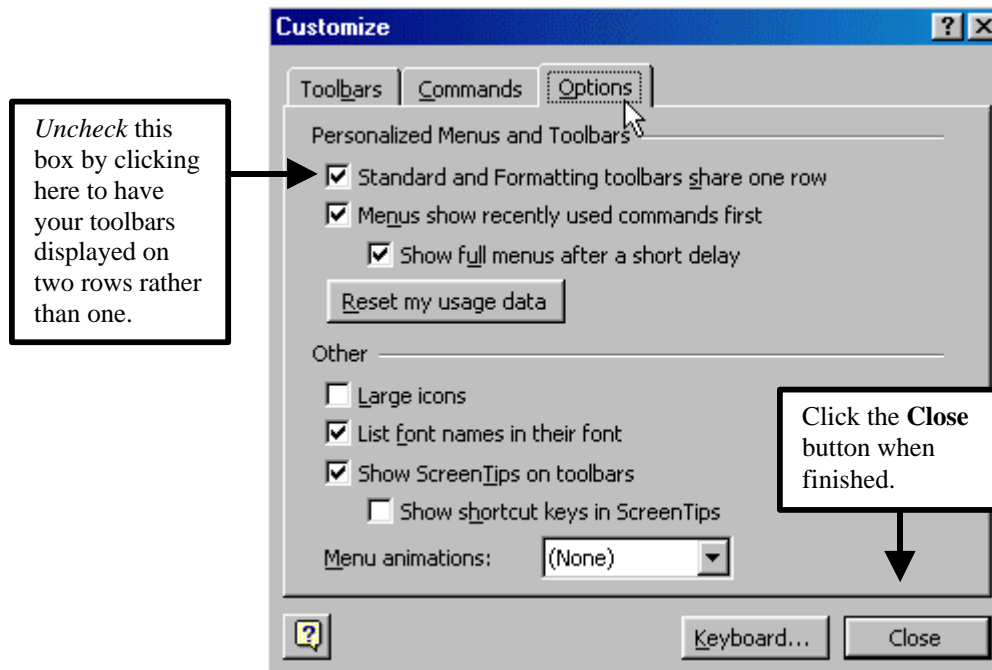 Customize
Toolbars Commands Options
Uncheck this
box by clicking
here to have
your toolbars
displayed on
two rows rather
than one.
Personalized Menus and Toolbars
Standard and Formatting toolbars share one row
Menus show recently used commands first
Show full menus after a short delay
Reset my usage data
Other
Large icons
List font names in their font
Show ScreenTips on toolbars
Show shortcut keys in ScreenTips
Menu animations: (None)
Click the Close
button when
finished.
Keyboard... Close